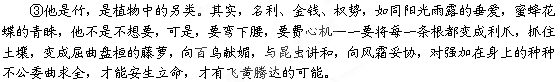 ③他是竹，是植物中的另类。其实，名利、金钱、权势，如同阳光雨露的垂爱，蜜蜂花
蝶的青睐，他不是不想要，可是，要弯下腰，要费心机——要将每一条根都变成利爪，抓住
土壤，变成屈曲盘桓的藤萝，向百鸟献媚，与昆虫讲和，向风霜妥协，对强加在身上的种种
不公委曲求全，才能安生立命，才有飞黄腾达的可能。